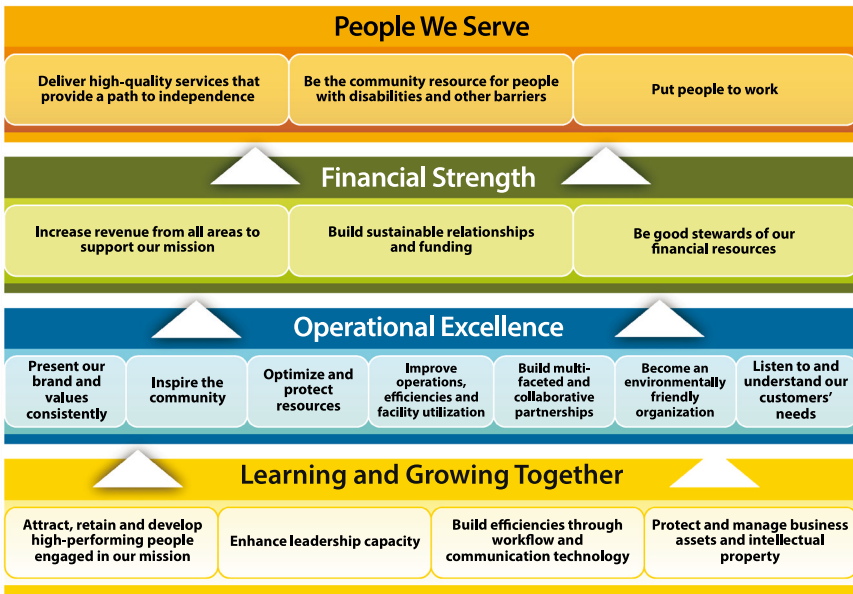 People We Serve
Deliver high-quality services that
provide a path to independence
Be the community resource for people
with disabilities and other barriers
Put people to work
Financial Strength
Increase revenue from all areas to
support our mission
Build sustainable relationships
and funding
Be good stewards of our
financial resources
Operational Excellence
Present our
brand and
values
consistently
Inspire the
community
Optimize and
protect
resources
Improve
operations,
efficiencies and
facility utilization
Build multi-
faceted and
collaborative
partnerships
Become an
environmentally
friendly
organization
Listen to and
understand our
customers’
needs
Learning and Growing Together
Attract, retain and develop
high-performing people
engaged in our mission
Enhance leadership capacity
Build efficiencies through
workflow and
communication technology
Protect and manage business
assets and intellectual
property